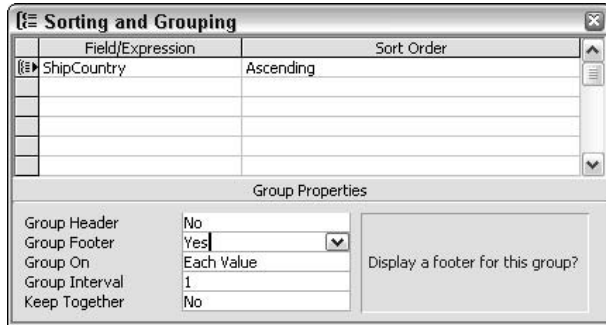 Sorting and Grouping
Field/Expression Sort Order
ShipCountry Ascending
Group Properties
Group Header No
Group Footer Yes
Group On Each Value
Group Interval 1
Keep Together No
Display a footer for this group?